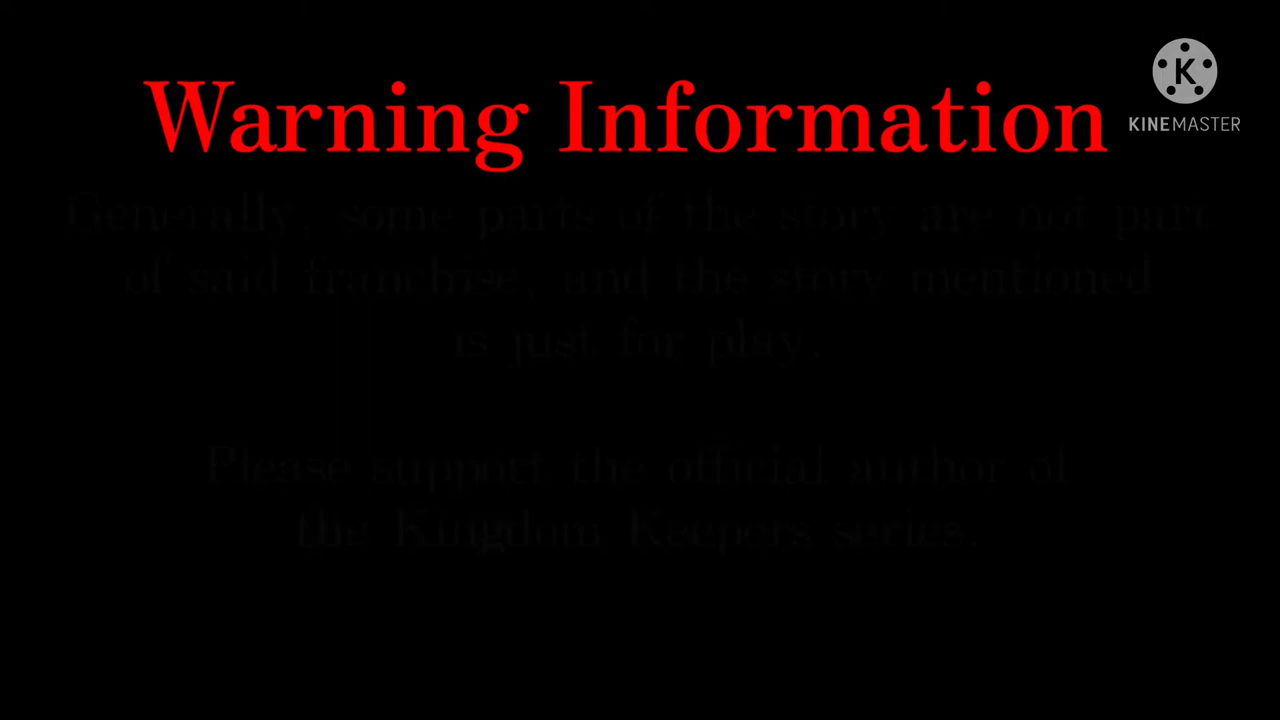 Warning Information
KINEMASTER
Generally, some parts of the story are not part
of said franchise, and the story mentioned
is just for play.
Please support the official author of
the Kingdom Keepers series.